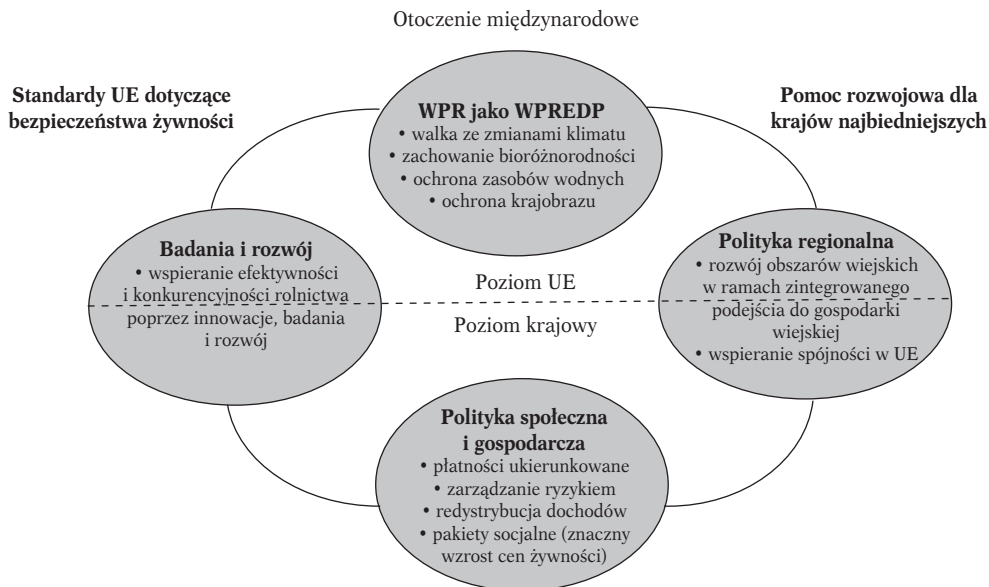 Otoczenie międzynarodowe
Standardy UE dotyczące
bezpieczeństwa żywności
WPR jako WPREDP
• walka ze zmianami klimatu
• zachowanie bioróżnorodności
• ochrona zasobów wodnych
• ochrona krajobrazu
Pomoc rozwojowa dla
krajów najbiedniejszych
Badania i rozwój
• wspieranie efektywności
i konkurencyjności rolnictwa
poprzez innowacje, badania
i rozwój
Poziom UE
Poziom krajowy
Polityka regionalna
• rozwój obszarów wiejskich
w ramach zintegrowanego
podejścia do gospodarki
wiejskiej
• wspieranie spójności w UE
Polityka społeczna
i gospodarcza
• płatności ukierunkowane
• zarządzanie ryzykiem
• redystrybucja dochodów
• pakiety socjalne (znaczny
wzrost cen żywności)